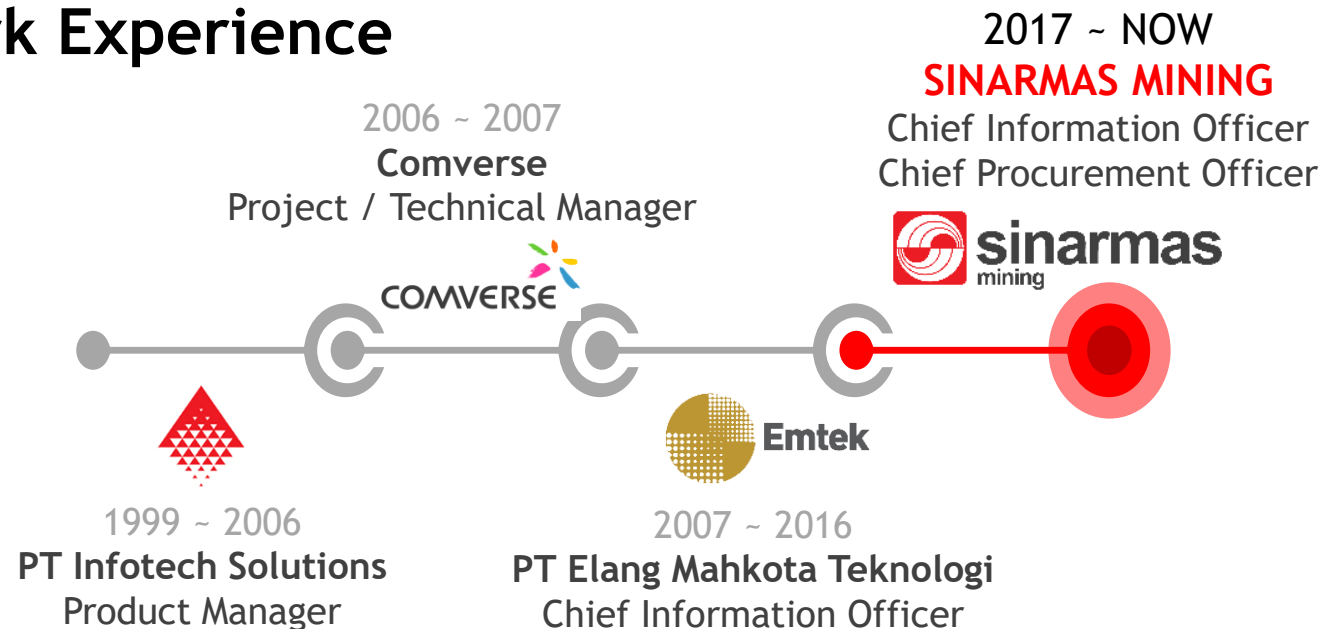 k Experience
2017 ~ NOW
SINARMAS MINING
Chief Information Officer
Chief Procurement Officer
sinarmas
mining
2006 ~ 2007
Comverse
Project / Technical Manager
COMVERSE
Emtek
1999 ~ 2006
PT Infotech Solutions
Product Manager
2007 ~ 2016
PT Elang Mahkota Teknologi
Chief Information Officer